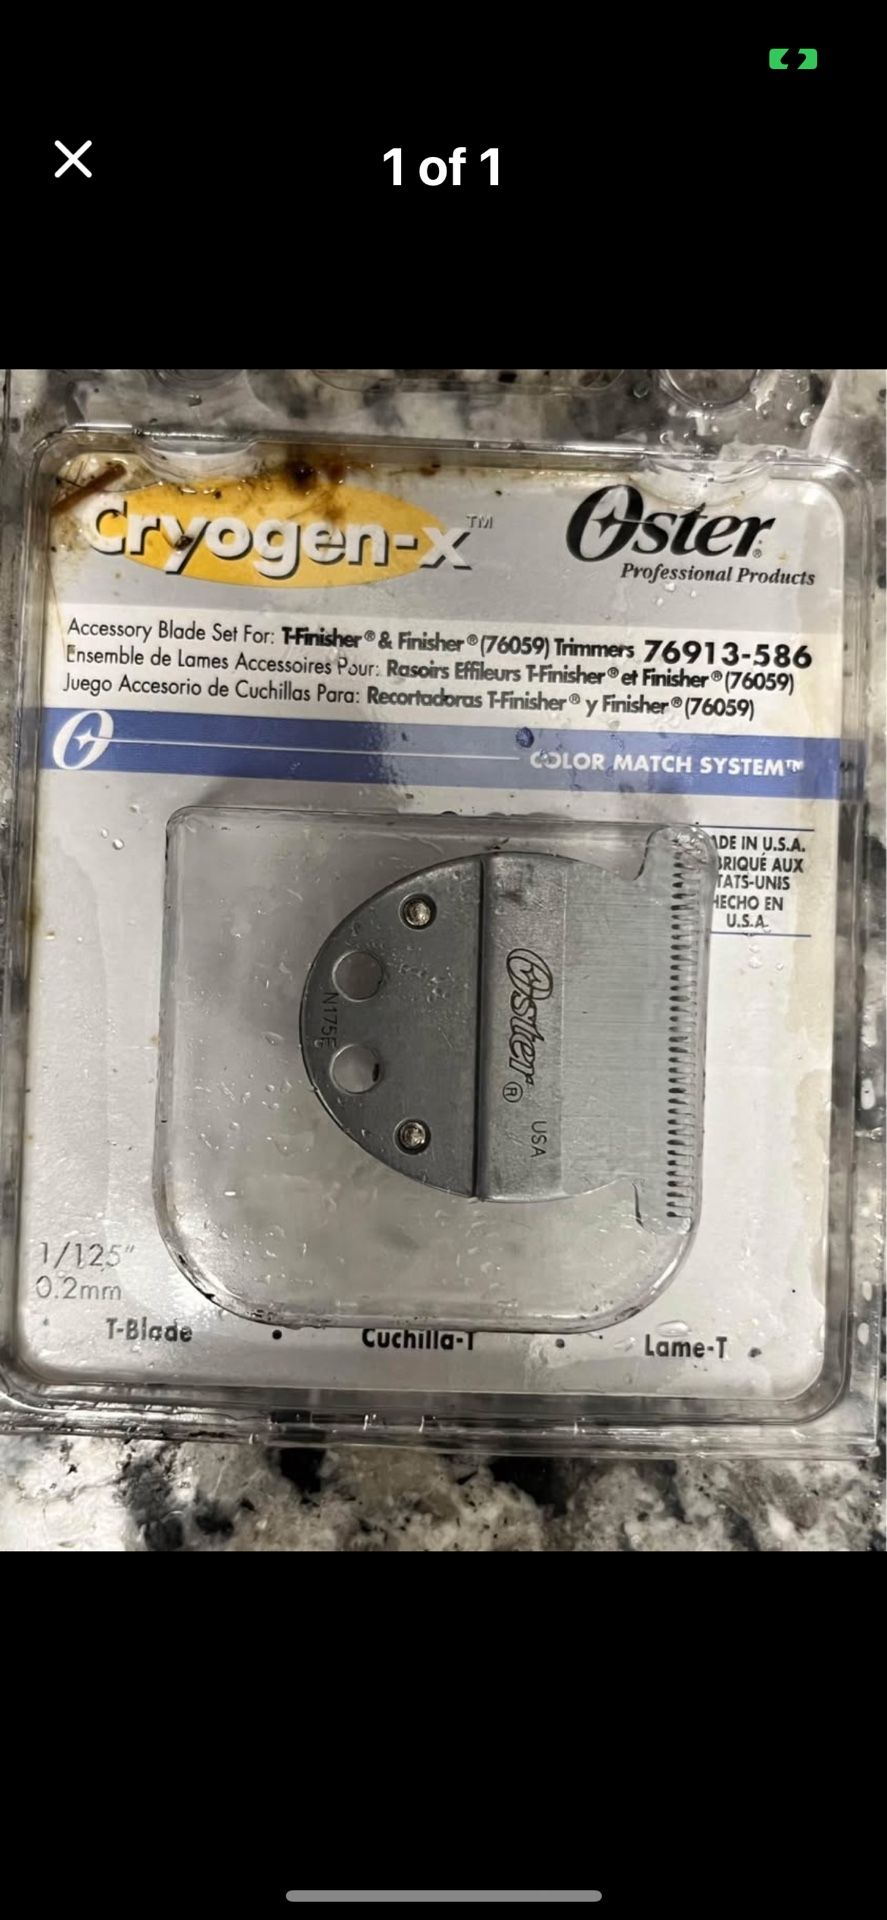 1 of 1
Cryogen-x™
Oster®
Professional Products
Accessory Blade Set For: T-Finisher® & Finisher® (76059) Trimmers 76913-586
Ensemble de Lames Accessoires Pour: Rasoirs Effileurs T-Finisher® et Finisher® (76059)
Juego Accesorio de Cuchillas Para: Recortadoras T-Finisher® y Finisher® (76059)
COLOR MATCH SYSTEM™
ADE IN U.S.A.
BRIQUÉ AUX
TATS-UNIS
HECHO EN
U.S.A.
Oster®
USA
N175E
1/125"
0.2mm
T-Blade • Cuchilla-T • Lame-T •